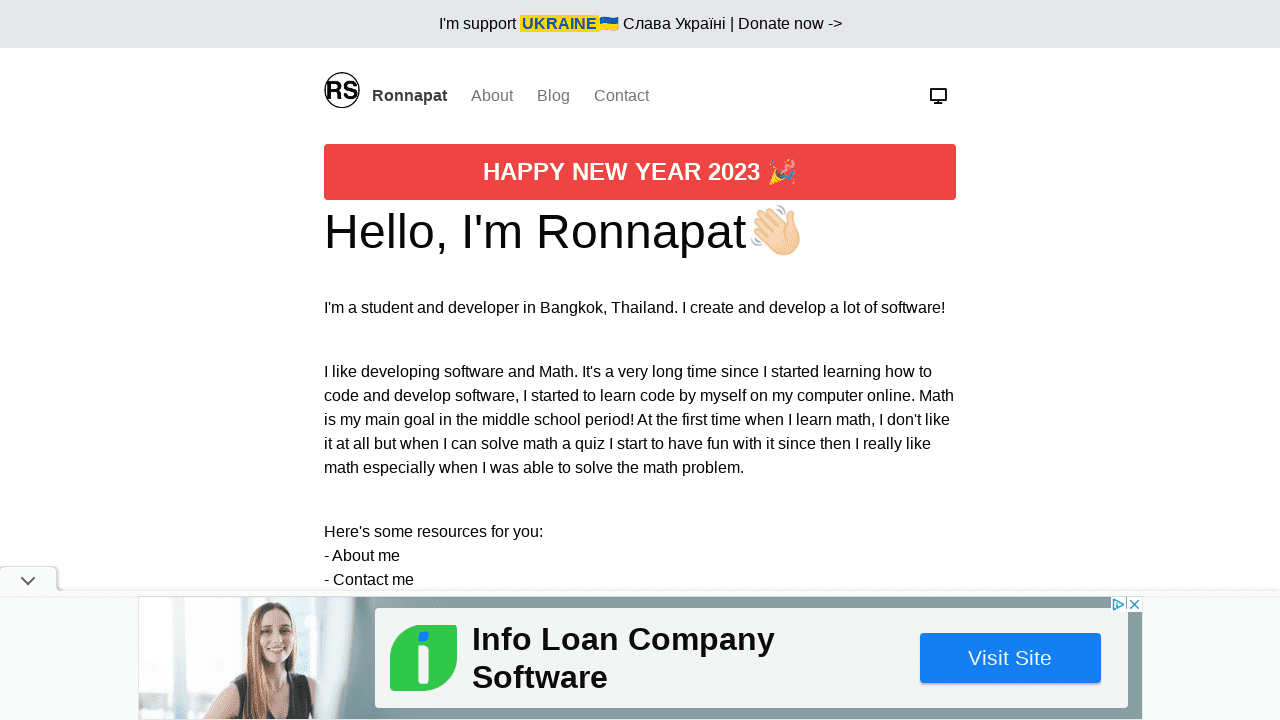 I'm support UKRAINE🇺🇦 Слава Україні | Donate now ->
RS Ronnapat About Blog Contact
HAPPY NEW YEAR 2023 🎉
Hello, I'm Ronnapat👋🏻
I'm a student and developer in Bangkok, Thailand. I create and develop a lot of software!
I like developing software and Math. It's a very long time since I started learning how to
code and develop software, I started to learn code by myself on my computer online. Math
is my main goal in the middle school period! At the first time when I learn math, I don't like
it at all but when I can solve math a quiz I start to have fun with it since then I really like
math especially when I was able to solve the math problem.
Here's some resources for you:
- About me
- Contact me
Info Loan Company
Software
Visit Site